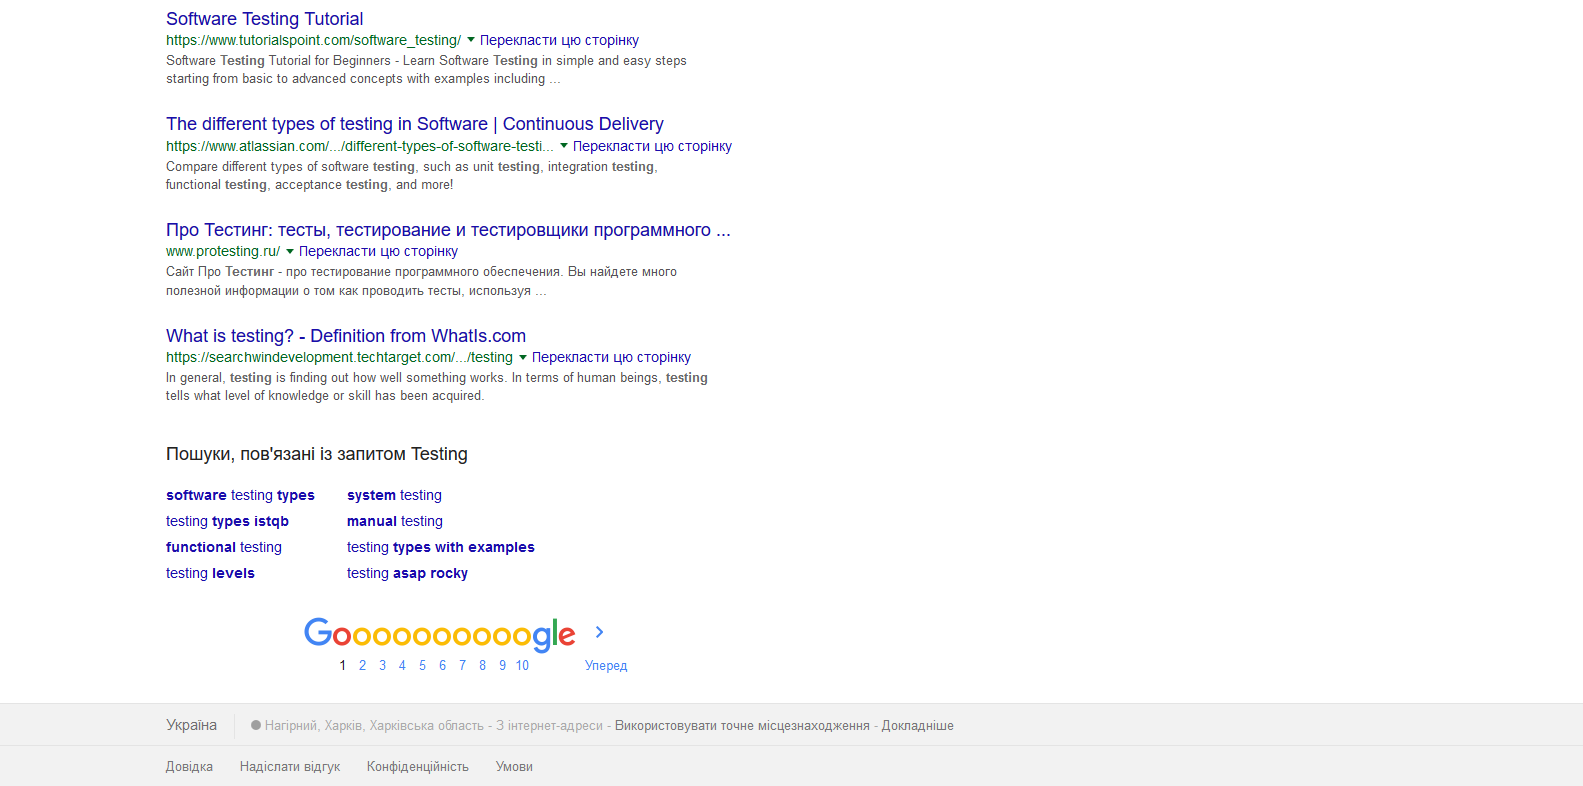 Software Testing Tutorial
https://www.tutorialspoint.com/software_testing/ Перекласти цю сторінку
Software Testing Tutorial for Beginners - Learn Software Testing in simple and easy steps
starting from basic to advanced concepts with examples including ...
The different types of testing in Software | Continuous Delivery
https://www.atlassian.com/.../different-types-of-software-testi... Перекласти цю сторінку
Compare different types of software testing, such as unit testing, integration testing,
functional testing, acceptance testing, and more!
Про Тестинг: тесты, тестирование и тестировщики программного ...
www.protesting.ru/ Перекласти цю сторінку
Сайт Про Тестинг - про тестирование программного обеспечения. Вы найдете много
полезной информации о том как проводить тесты, используя ...
What is testing? - Definition from WhatIs.com
https://searchwindevelopment.techtarget.com/.../testing Перекласти цю сторінку
In general, testing is finding out how well something works. In terms of human beings, testing
tells what level of knowledge or skill has been acquired.
Пошуки, пов'язані із запитом Testing
software testing types system testing
testing types istqb manual testing
functional testing testing types with examples
testing levels testing asap rocky
Goooooooooogle >
1 2 3 4 5 6 7 8 9 10 Уперед
Україна Нагірний, Харків, Харківська область - З інтернет-адреси - Використовувати точне місцезнаходження - Докладніше
Довідка Надіслати відгук Конфіденційність Умови